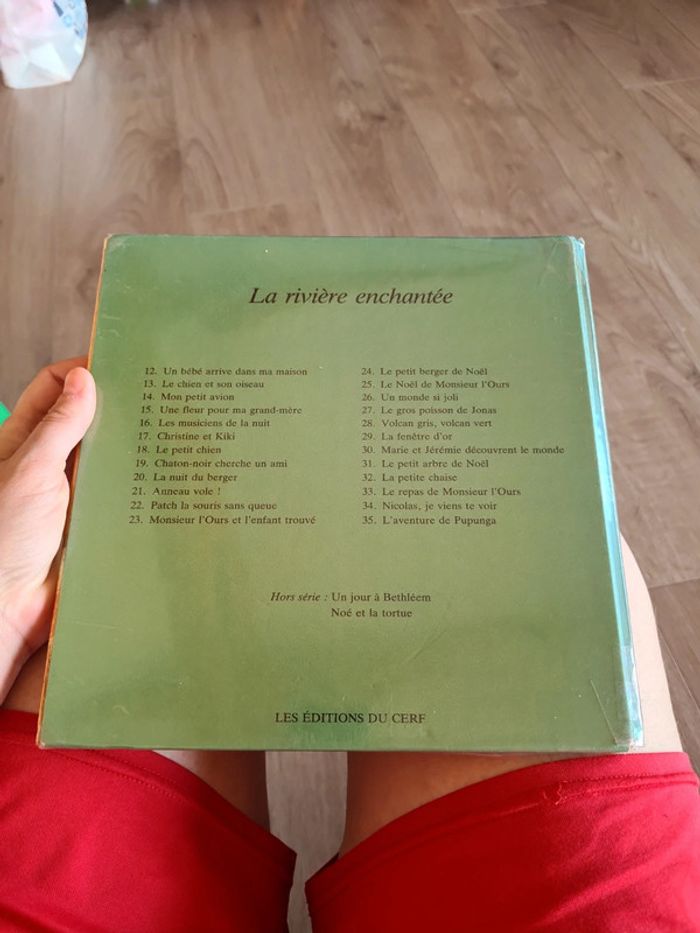 La rivière enchantée
12. Un bébé arrive dans ma maison
13. Le chien et son oiseau
14. Mon petit avion
15. Une fleur pour ma grand-mère
16. Les musiciens de la nuit
17. Christine et Kiki
18. Le petit chien
19. Chaton-noir cherche un ami
20. La nuit du berger
21. Anneau vole !
22. Patch la souris sans queue
23. Monsieur l'Ours et l'enfant trouvé
24. Le petit berger de Noël
25. Le Noël de Monsieur l'Ours
26. Un monde si joli
27. Le gros poisson de Jonas
28. Volcan gris, volcan vert
29. La fenêtre d'or
30. Marie et Jérémie découvrent le monde
31. Le petit arbre de Noël
32. La petite chaise
33. Le repas de Monsieur l'Ours
34. Nicolas, je viens te voir
35. L'aventure de Pupunga
Hors série : Un jour à Bethléem
Noé et la tortue
LES ÉDITIONS DU CERF